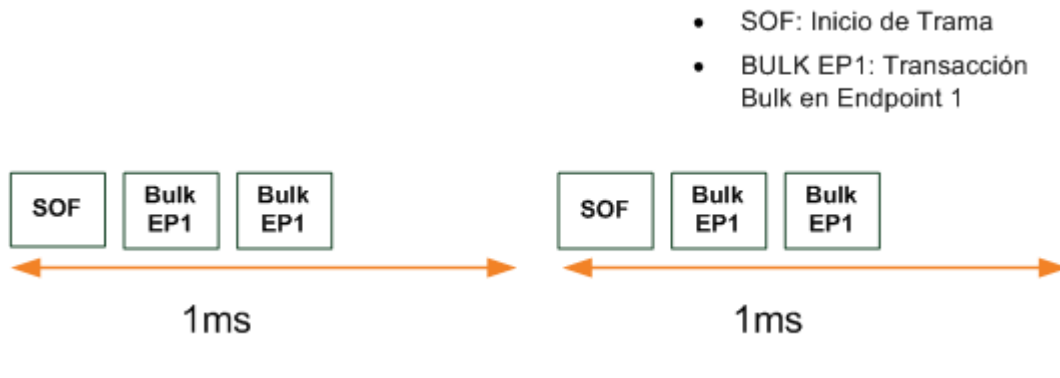 • SOF: Inicio de Trama
• BULK EP1: Transacción
Bulk en Endpoint 1
SOF
Bulk
EP1
Bulk
EP1
SOF
Bulk
EP1
Bulk
EP1
1ms
1ms